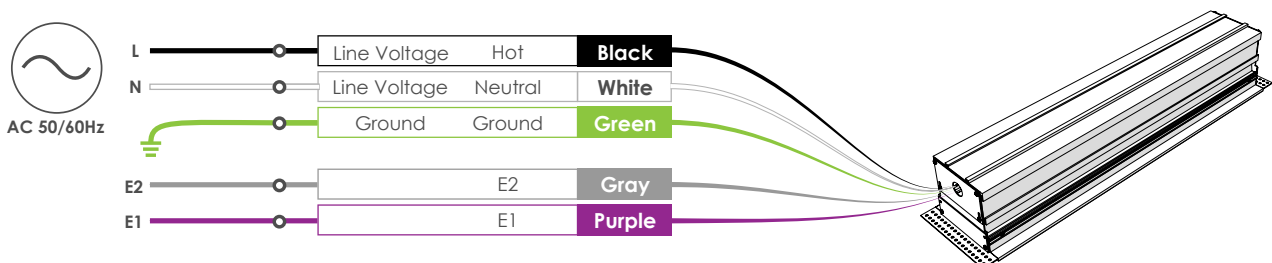 L Line Voltage Hot Black
N Line Voltage Neutral White
AC 50/60Hz
Ground Ground Green
E2 E2 Gray
E1 E1 Purple